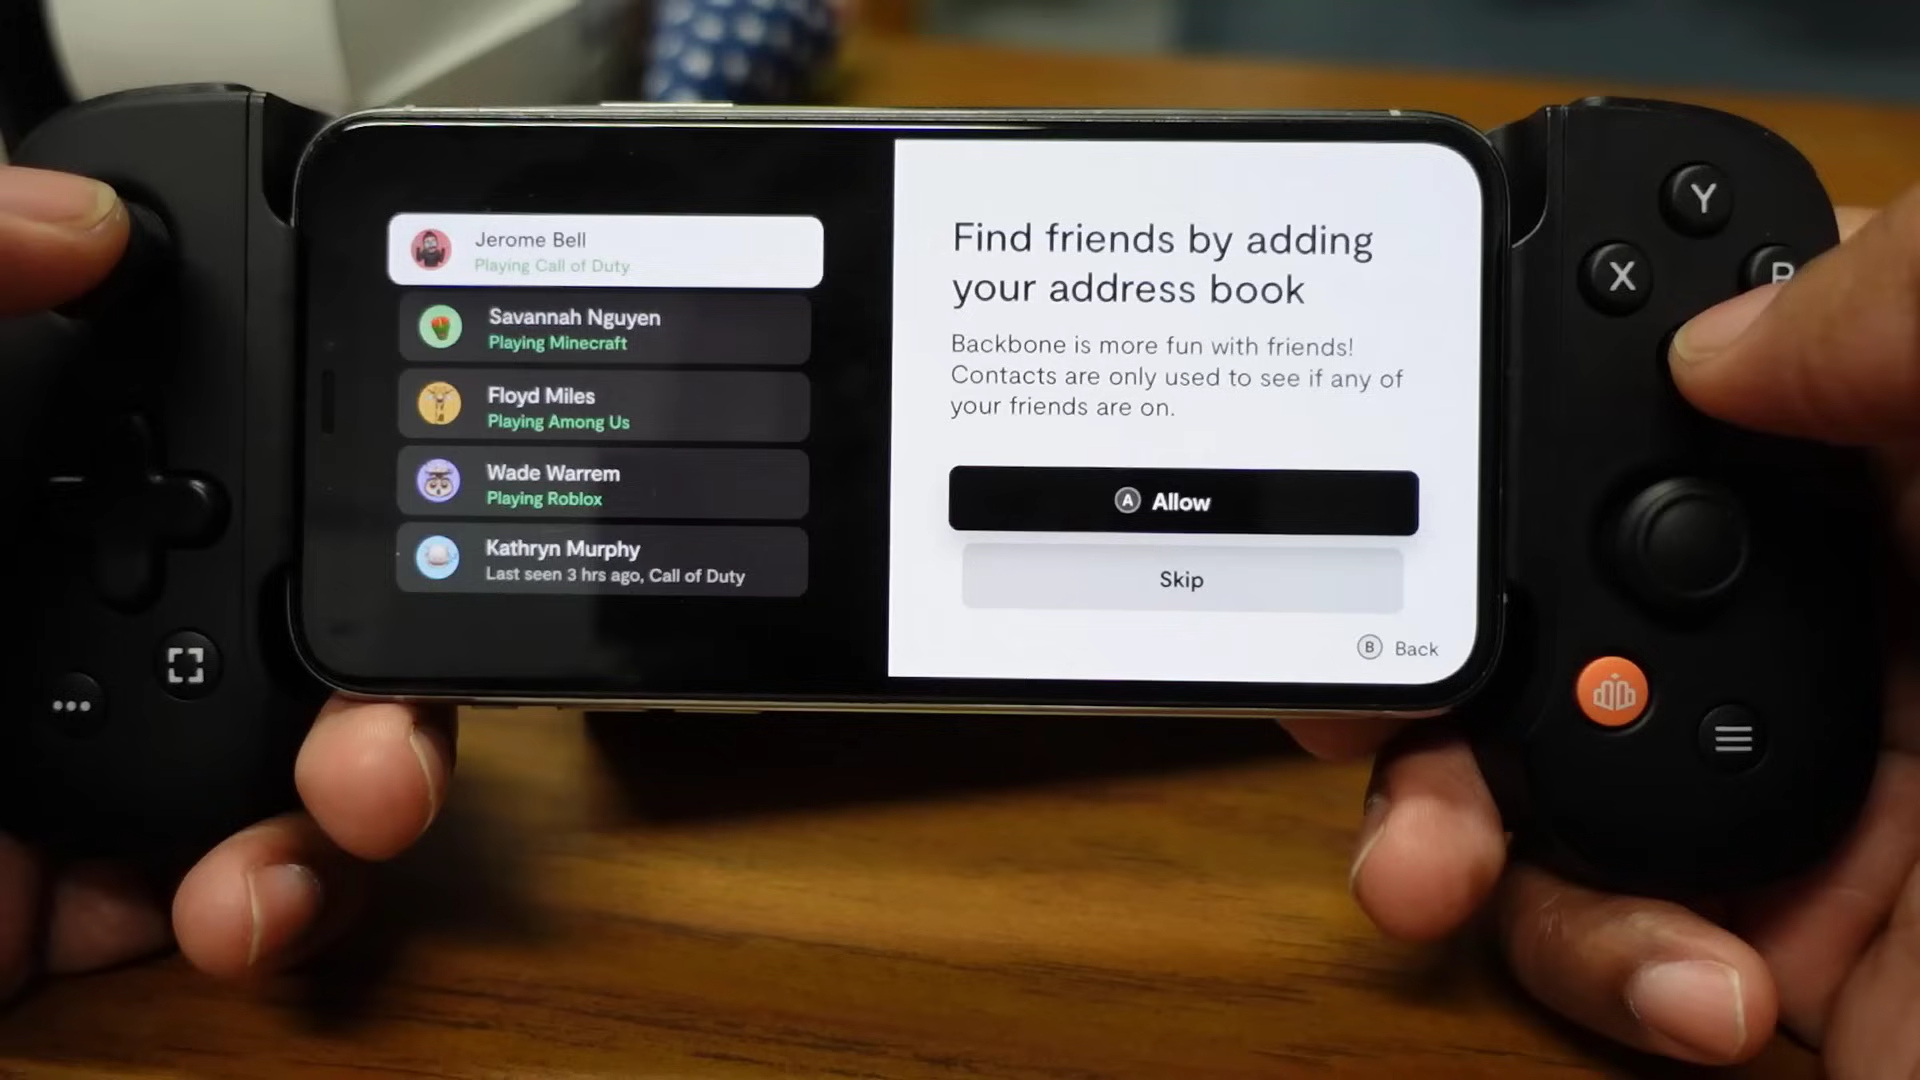 Jerome Bell
Playing Call of Duty
Savannah Nguyen
Playing Minecraft
Floyd Miles
Playing Among Us
Wade Warrem
Playing Roblox
Kathryn Murphy
Last seen 3 hrs ago, Call of Duty
Find friends by adding
your address book
Backbone is more fun with friends!
Contacts are only used to see if any of
your friends are on.
A Allow
Skip
B Back
Y
X
B